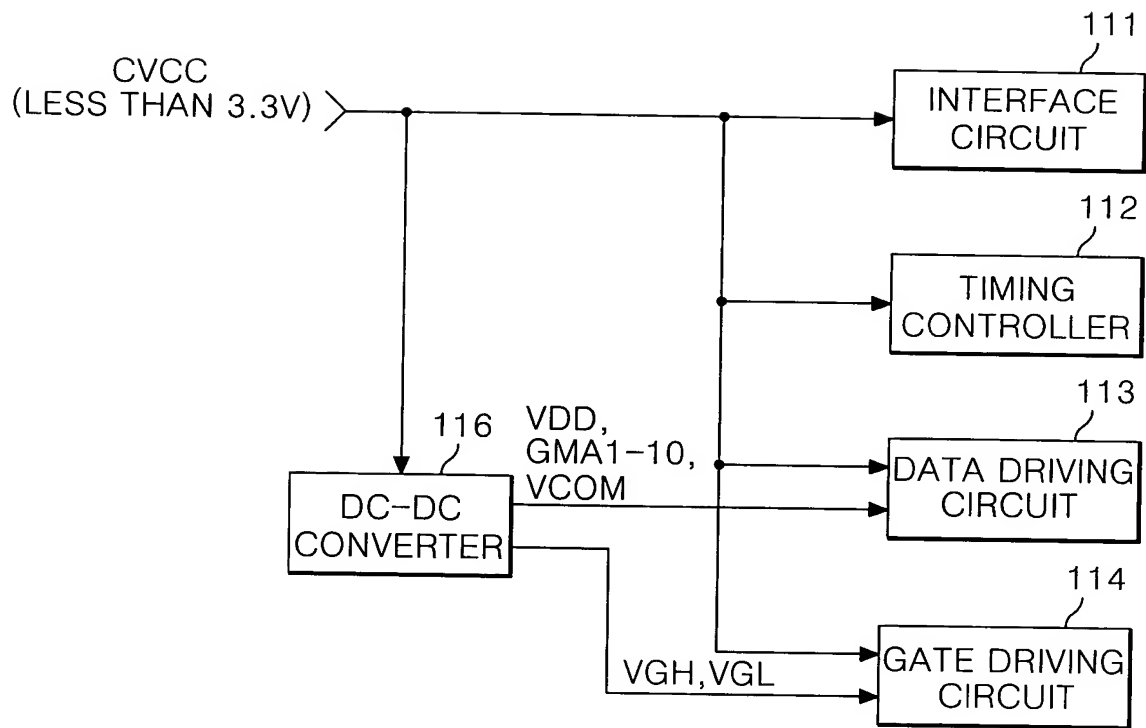 111
CVCC
(LESS THAN 3.3V)
INTERFACE
CIRCUIT
112
TIMING
CONTROLLER
113
116
VDD,
GMA1-10,
VCOM
DATA DRIVING
CIRCUIT
DC-DC
CONVERTER
114
VGH,VGL
GATE DRIVING
CIRCUIT